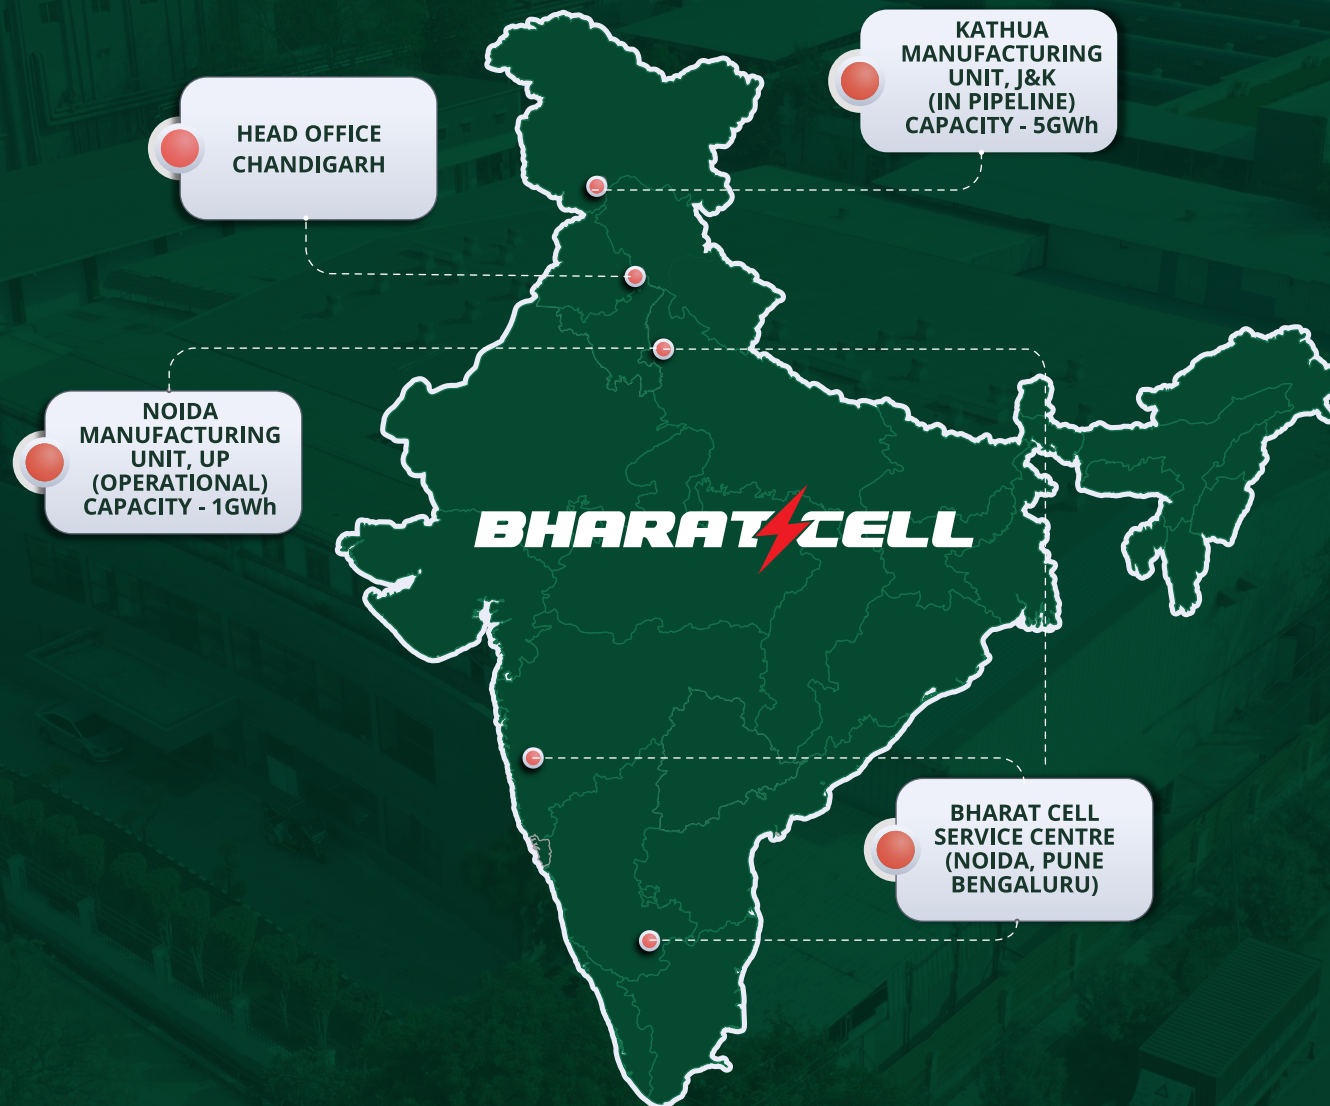 KATHUA
MANUFACTURING
UNIT, J&K
(IN PIPELINE)
CAPACITY - 5GWh
HEAD OFFICE
CHANDIGARH
NOIDA
MANUFACTURING
UNIT, UP
(OPERATIONAL)
CAPACITY - 1GWh
BHARAT CELL
BHARAT CELL
SERVICE CENTRE
(NOIDA, PUNE
BENGALURU)